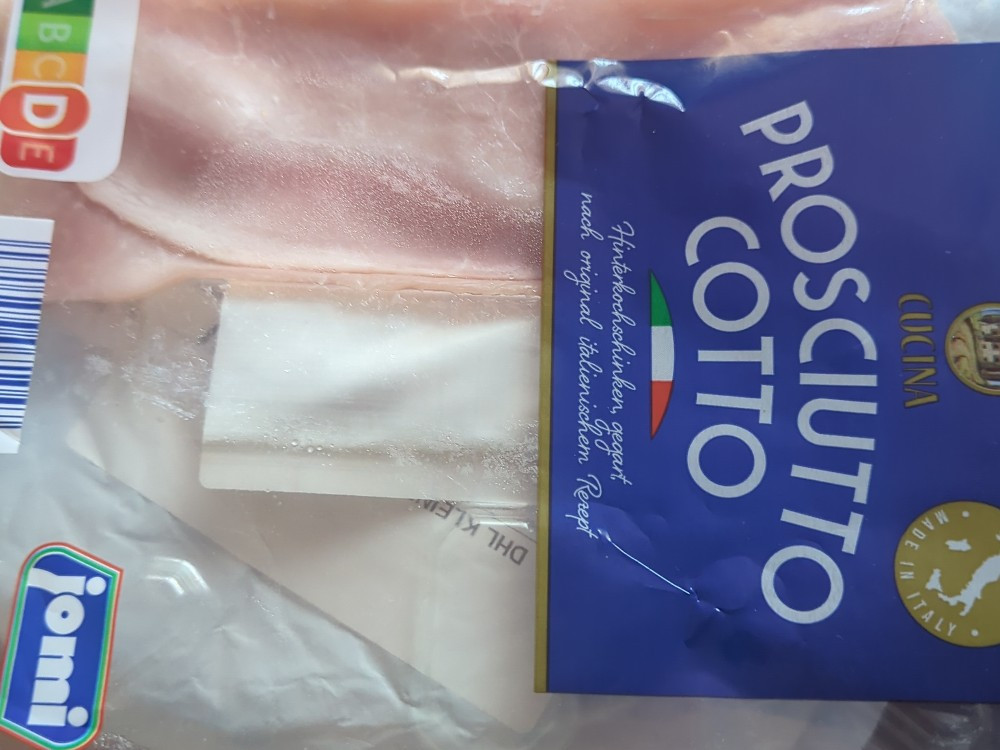 CUCINA
PROSCIUTTO
COTTO
Hinterkochschinken, gegart,
nach original italienischem Rezept
MADE IN ITALY
A B C D E
jomi
DHL KLEIN